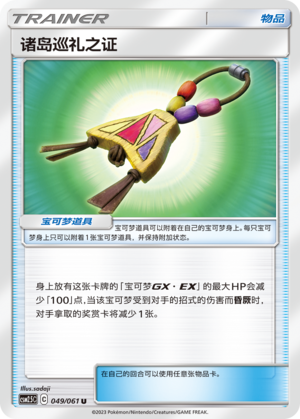 TRAINER 物品
诸岛巡礼之证
宝可梦道具
宝可梦道具可以附着在自己的宝可梦身上。每只宝可
梦身上只可以附着1张宝可梦道具，并保持附加状态。
身上放有这张卡牌的「宝可梦GX・EX」的最大HP会减
少「100」点，当该宝可梦受到对手的招式的伤害而昏厥时，
对手拿取的奖赏卡将减少1张。
在自己的回合可以使用任意张物品卡。
Illus.sadaji
CSM2.5C C 049/061 U
©2023 Pokémon/Nintendo/Creatures/GAME FREAK.